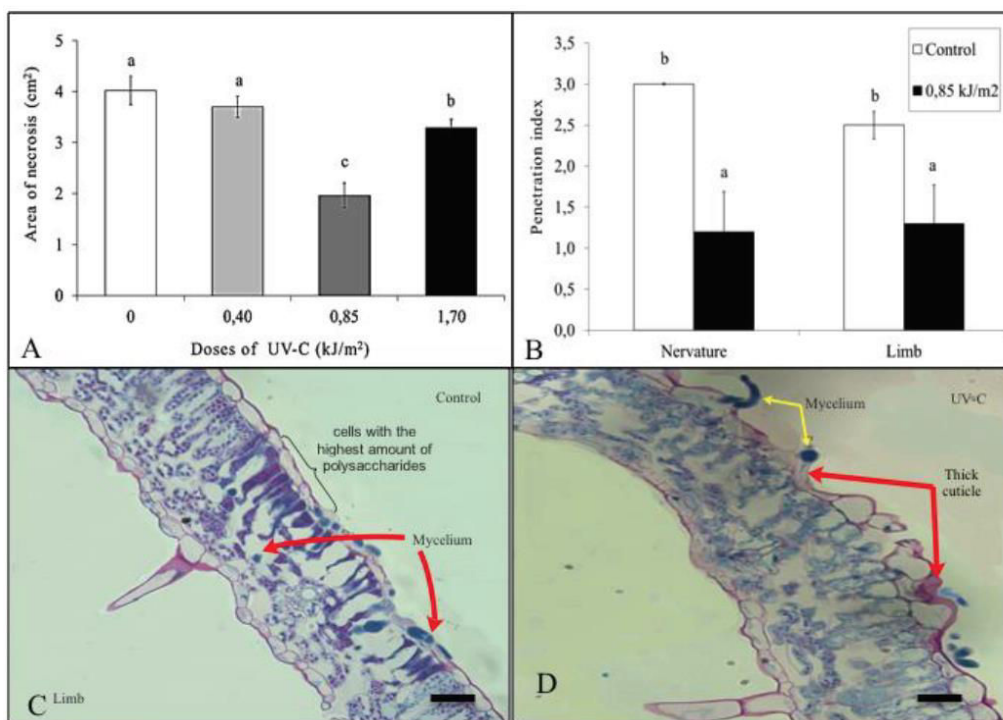 5
4
3
2
1
0
Area of necrosis (cm²)
a
a
c
b
0
0,40
0,85
1,70
Doses of UV-C (kJ/m²)
A
3,5
3,0
2,5
2,0
1,5
1,0
0,5
0,0
Penetration index
b
a
b
a
Control
0,85 kJ/m2
Nervature
Limb
B
Control
cells with the
highest amount of
polysaccharides
Mycelium
C
Limb
Mycelium
UV-C
Thick
cuticle
D